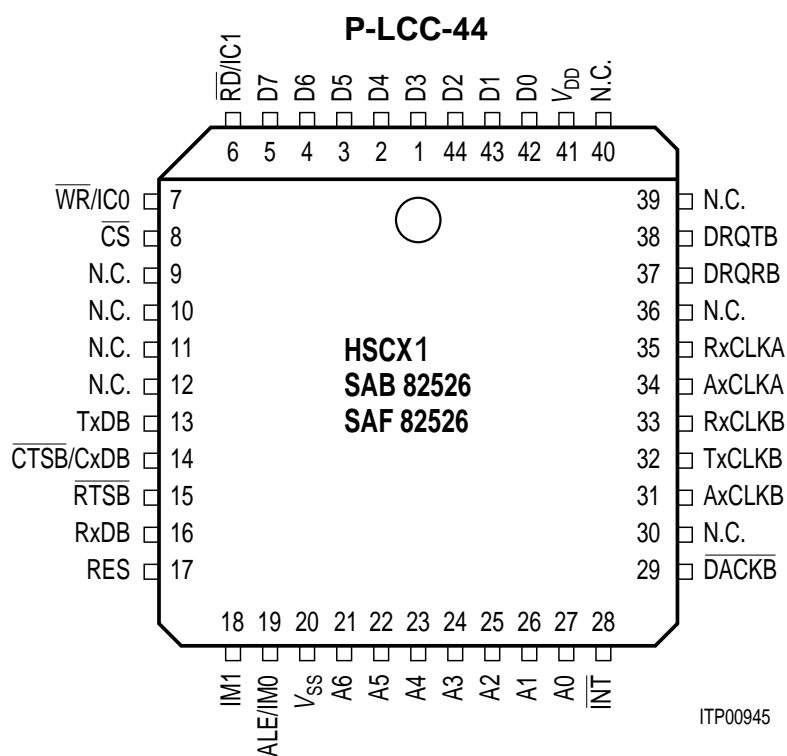 P-LCC-44
RD/IC1 D7 D6 D5 D4 D3 D2 D1 D0 VDD N.C.
6 5 4 3 2 1 44 43 42 41 40
WR/IC0 7 39 N.C.
CS 8 38 DRQTB
N.C. 9 37 DRQRB
N.C. 10 36 N.C.
N.C. 11 35 RxCLKA
N.C. 12 34 AxCLKA
TxDB 13 33 RxCLKB
CTSB/CxDB 14 32 TxCLKB
RTSB 15 31 AxCLKB
RxDB 16 30 N.C.
RES 17 29 DACKB
HSCX1
SAB 82526
SAF 82526
18 19 20 21 22 23 24 25 26 27 28
IM1 ALE/IM0 VSS A6 A5 A4 A3 A2 A1 A0 INT
ITP00945